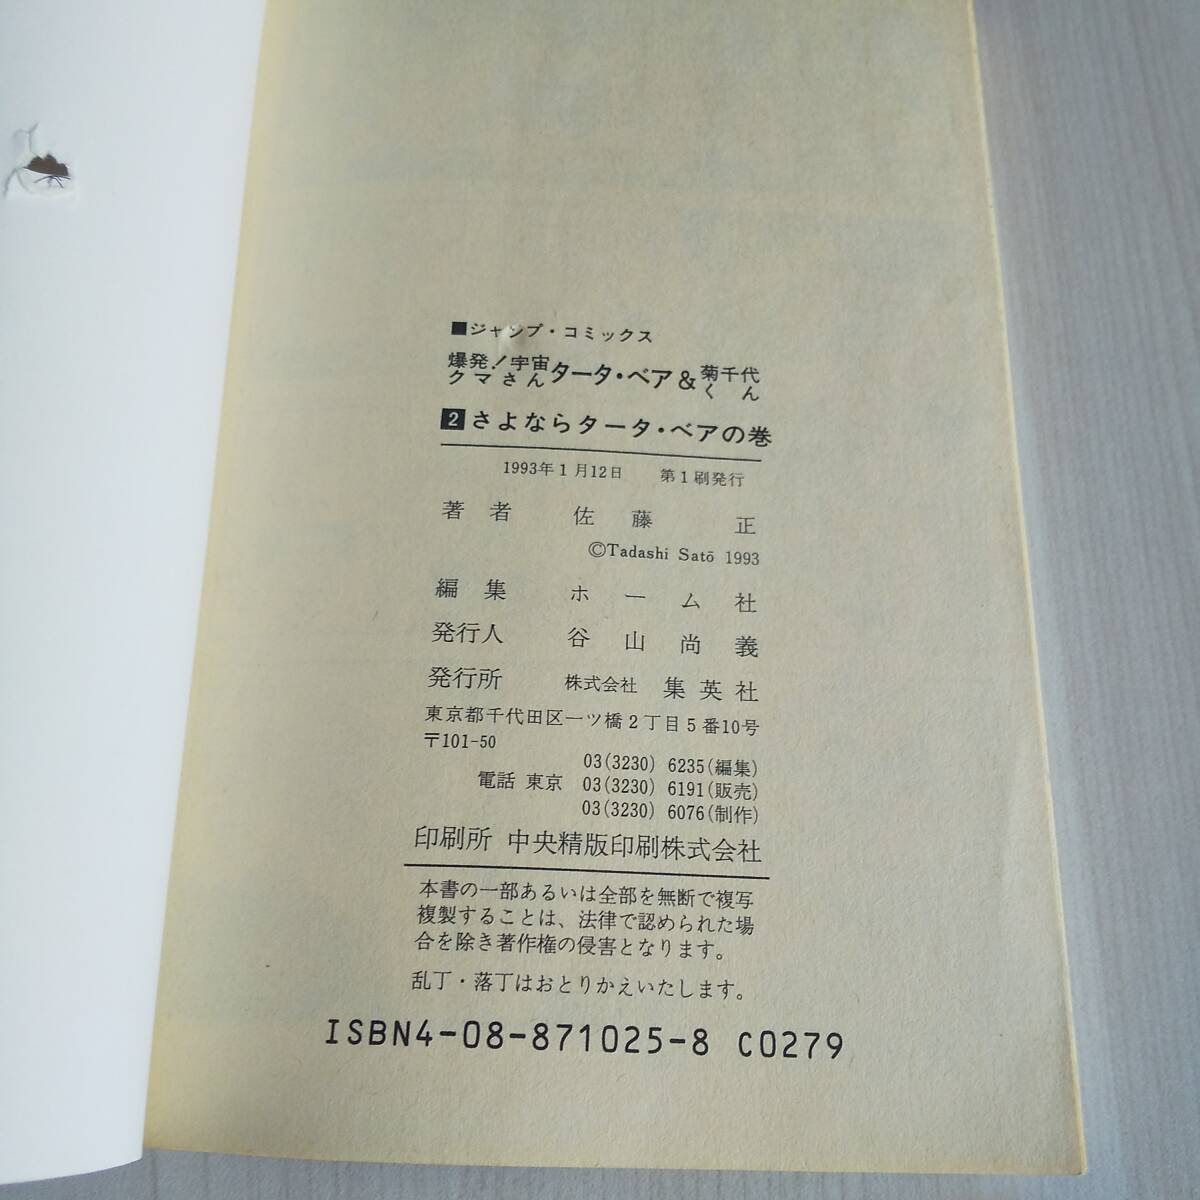 ■ジャンプ・コミックス
爆発!宇宙クマさんタータ・ベア&菊千代くん
2 さよならタータ・ベアの巻
1993年1月12日 第1刷発行
著者 佐藤正
©Tadashi Satō 1993
編集 ホーム社
発行人 谷山尚義
発行所 株式会社 集英社
東京都千代田区一ツ橋2丁目5番10号
〒101-50
03(3230) 6235(編集)
電話 東京 03(3230) 6191(販売)
03(3230) 6076(制作)
印刷所 中央精版印刷株式会社
本書の一部あるいは全部を無断で複写
複製することは、法律で認められた場
合を除き著作権の侵害となります。
乱丁・落丁はおとりかえいたします。
ISBN4-08-871025-8 C0279